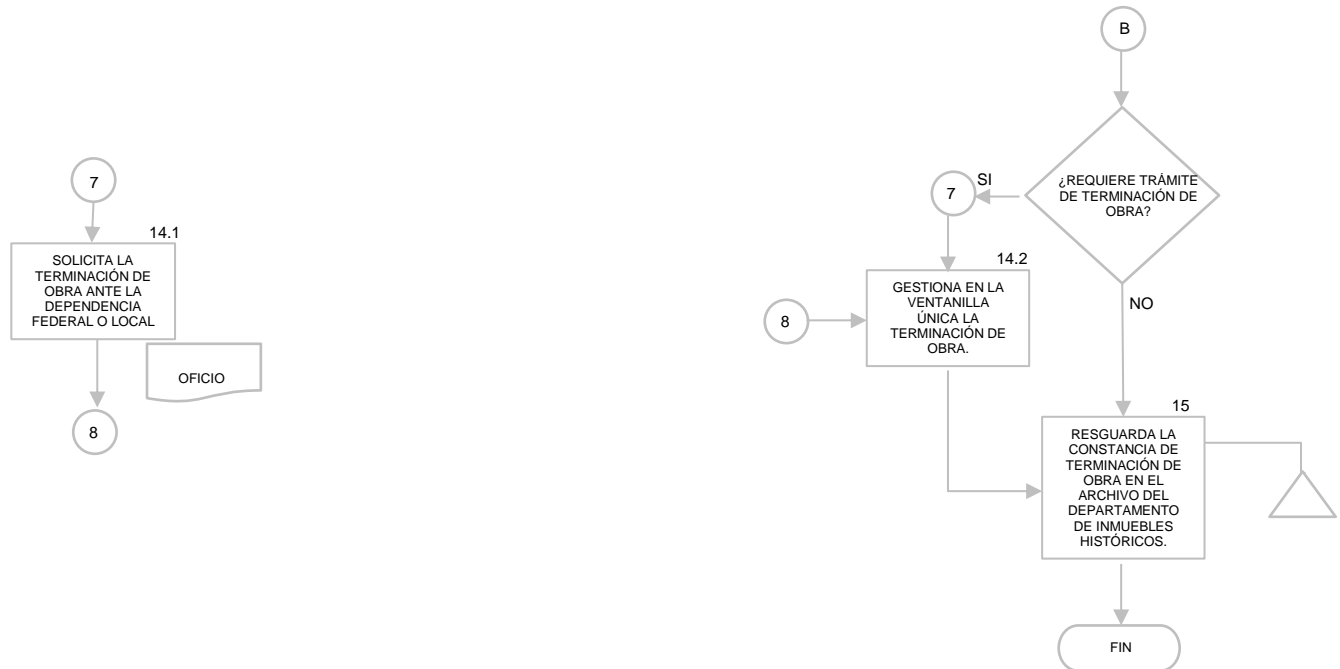 B
¿REQUIERE TRÁMITE
DE TERMINACIÓN DE
OBRA?
SI
7
NO
7
14.1
SOLICITA LA
TERMINACIÓN DE
OBRA ANTE LA
DEPENDENCIA
FEDERAL O LOCAL
OFICIO
8
14.2
GESTIONA EN LA
VENTANILLA
ÚNICA LA
TERMINACIÓN DE
OBRA.
8
15
RESGUARDA LA
CONSTANCIA DE
TERMINACIÓN DE
OBRA EN EL
ARCHIVO DEL
DEPARTAMENTO
DE INMUEBLES
HISTÓRICOS.
FIN